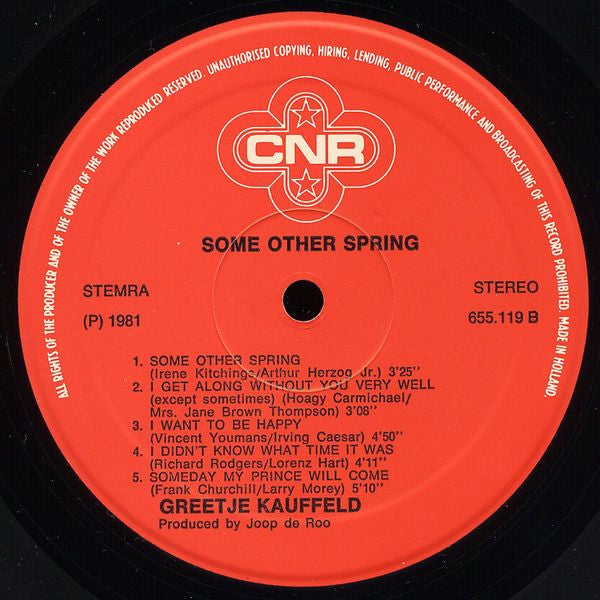 ALL RIGHTS OF THE PRODUCER AND OF THE OWNER OF THE WORK REPRODUCED RESERVED. UNAUTHORISED COPYING, HIRING, LENDING, PUBLIC PERFORMANCE AND BROADCASTING OF THIS RECORD PROHIBITED. MADE IN HOLLAND.
CNR
SOME OTHER SPRING
STEMRA
(P) 1981
STEREO
655.119 B
1. SOME OTHER SPRING
(Irene Kitchings/Arthur Herzog Jr.) 3'25''
2. I GET ALONG WITHOUT YOU VERY WELL
(except sometimes) (Hoagy Carmichael/
Mrs. Jane Brown Thompson) 3'08''
3. I WANT TO BE HAPPY
(Vincent Youmans/Irving Caesar) 4'50''
4. I DIDN'T KNOW WHAT TIME IT WAS
(Richard Rodgers/Lorenz Hart) 4'11''
5. SOMEDAY MY PRINCE WILL COME
(Frank Churchill/Larry Morey) 5'10''
GREETJE KAUFFELD
Produced by Joop de Roo